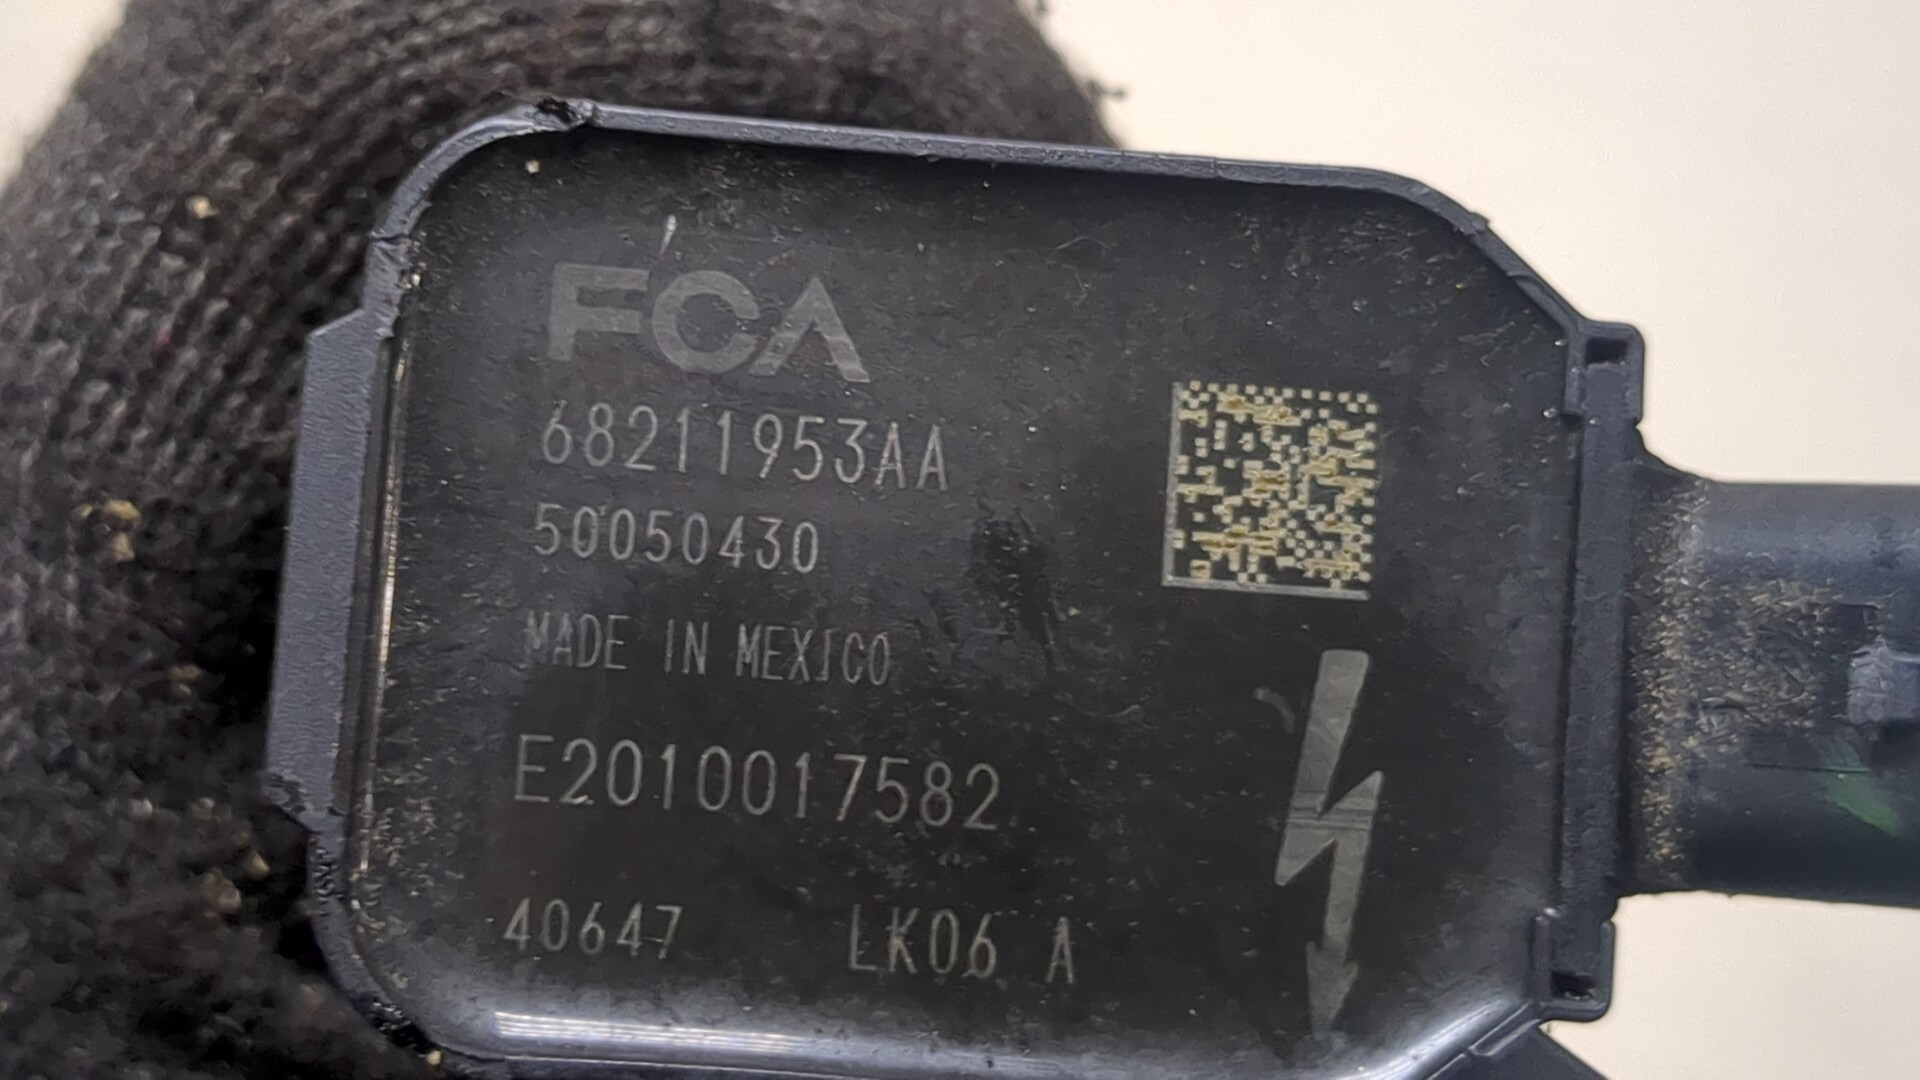 FCA
68211953AA
50050430
MADE IN MEXICO
E2010017582
40647 LK06 A